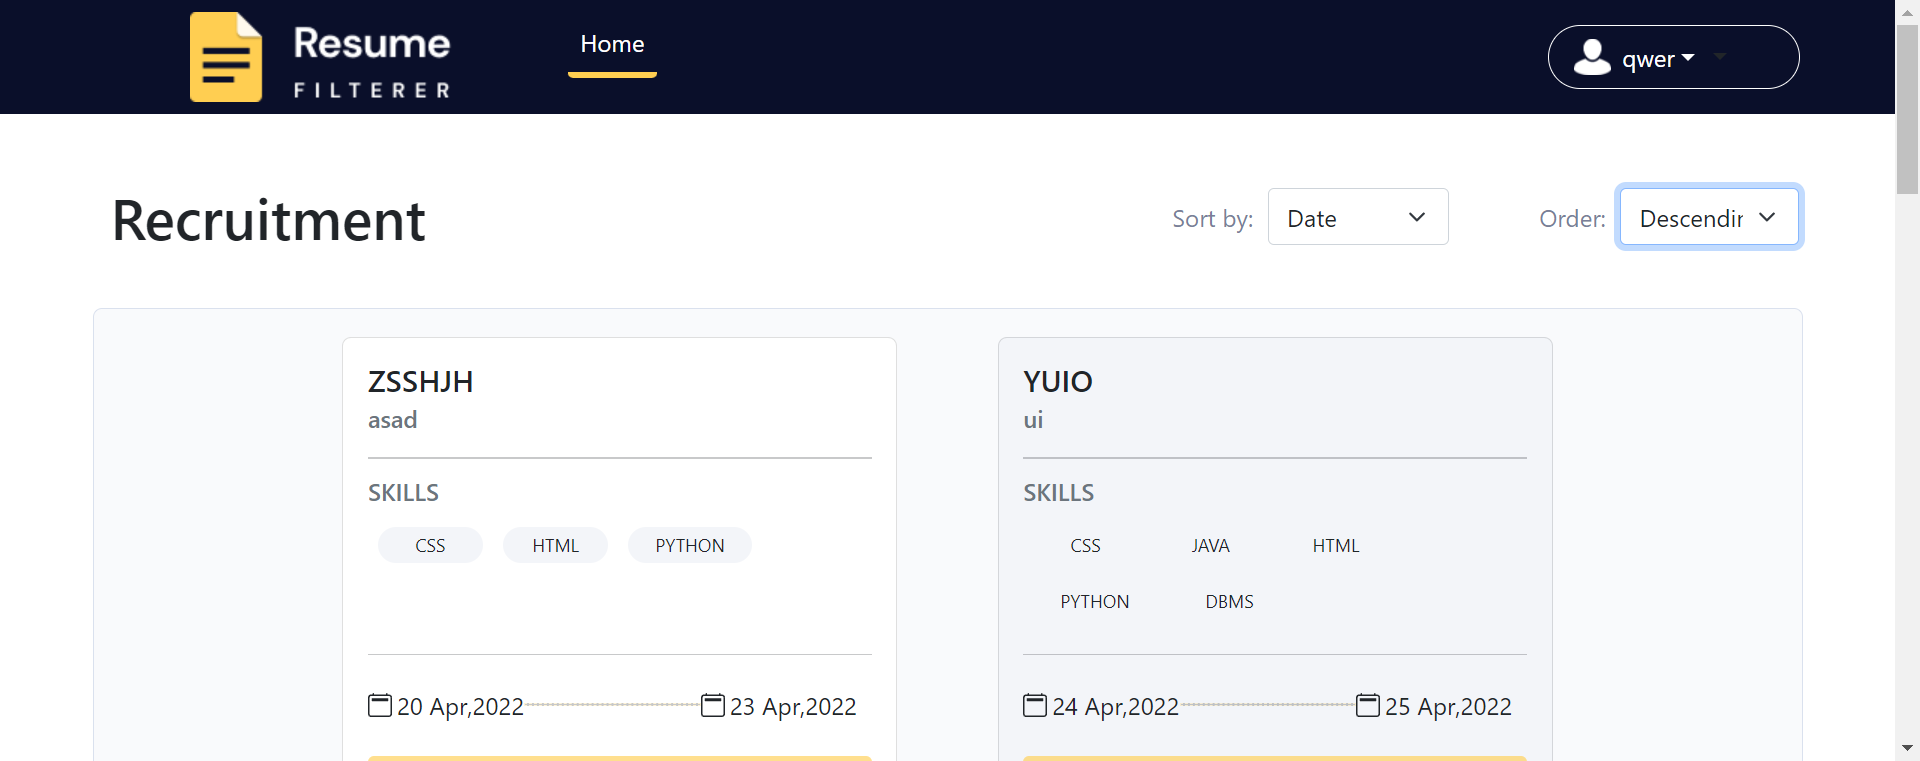 Resume
FILTERER
Home
qwer
Recruitment
Sort by:
Date
Order:
Descendir
ZSSHJH
asad
SKILLS
CSS HTML PYTHON
20 Apr,2022 23 Apr,2022
YUIO
ui
SKILLS
CSS JAVA HTML
PYTHON DBMS
24 Apr,2022 25 Apr,2022